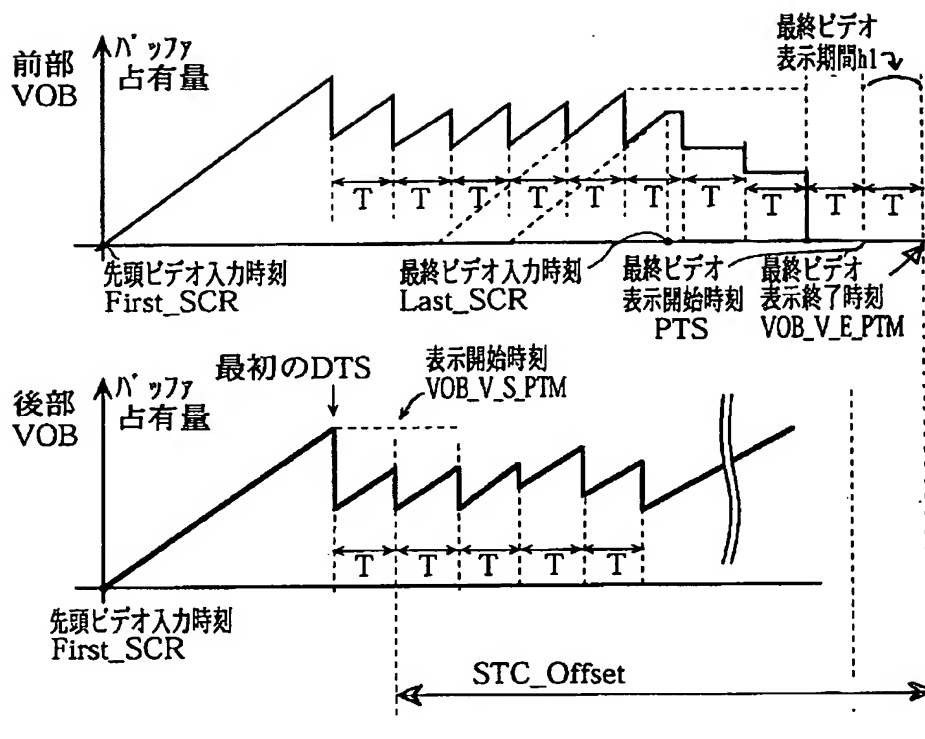 最終ビデオ
表示期間h1
前部
VOB
バッファ
占有量
T T T T T T T T T T
先頭ビデオ入力時刻
First_SCR
最終ビデオ入力時刻
Last_SCR
最終ビデオ
表示開始時刻
PTS
最終ビデオ
表示終了時刻
VOB_V_E_PTM
最初のDTS
表示開始時刻
VOB_V_S_PTM
後部
VOB
バッファ
占有量
T T T T T
先頭ビデオ入力時刻
First_SCR
STC_Offset